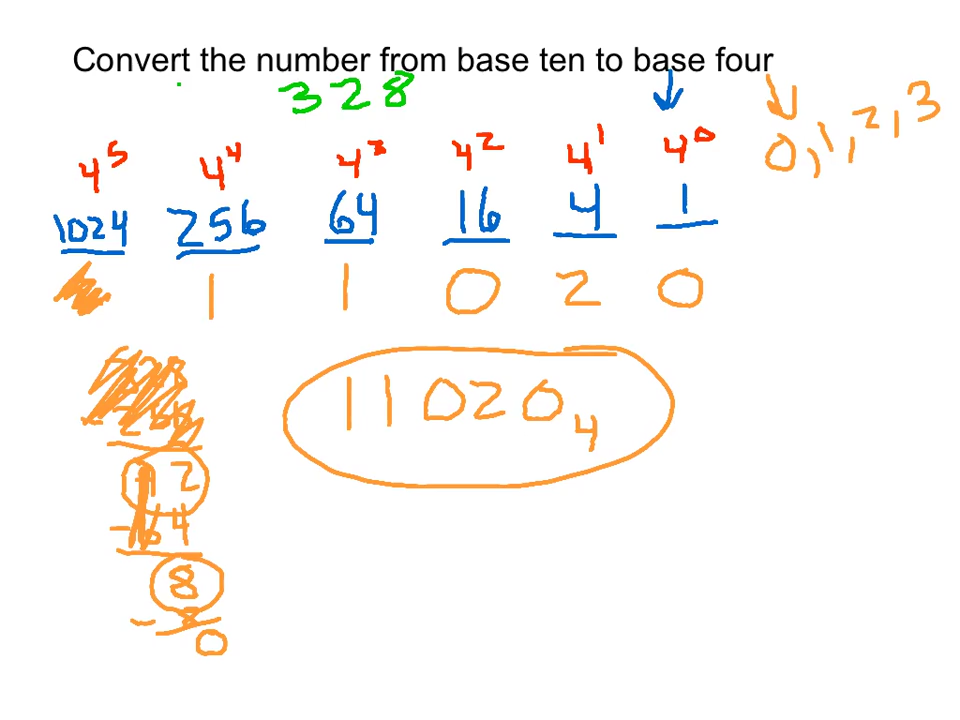 Convert the number from base ten to base four
328
0, 1, 2, 3
4⁵ 4⁴ 4³ 4² 4¹ 4⁰
1024 256 64 16 4 1
1 1 0 2 0
11020₄
72
-64
8
-8
0